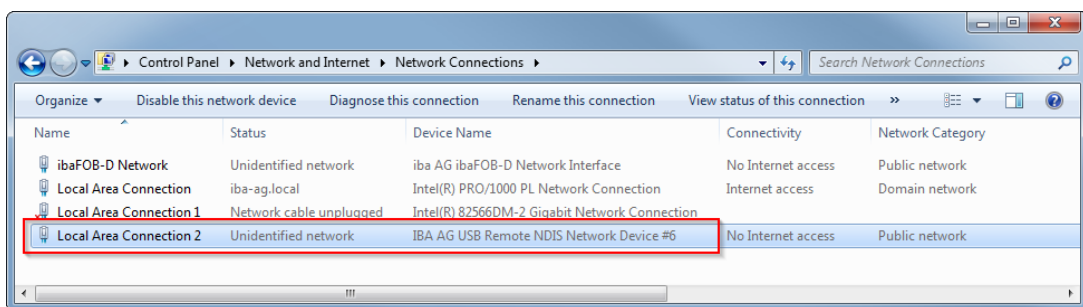 Control Panel Network and Internet Network Connections Search Network Connections
Organize Disable this network device Diagnose this connection Rename this connection View status of this connection »
Name Status Device Name Connectivity Network Category
ibaFOB-D Network Unidentified network iba AG ibaFOB-D Network Interface No Internet access Public network
Local Area Connection iba-ag.local Intel(R) PRO/1000 PL Network Connection Internet access Domain network
Local Area Connection 1 Network cable unplugged Intel(R) 82566DM-2 Gigabit Network Connection
Local Area Connection 2 Unidentified network IBA AG USB Remote NDIS Network Device #6 No Internet access Public network